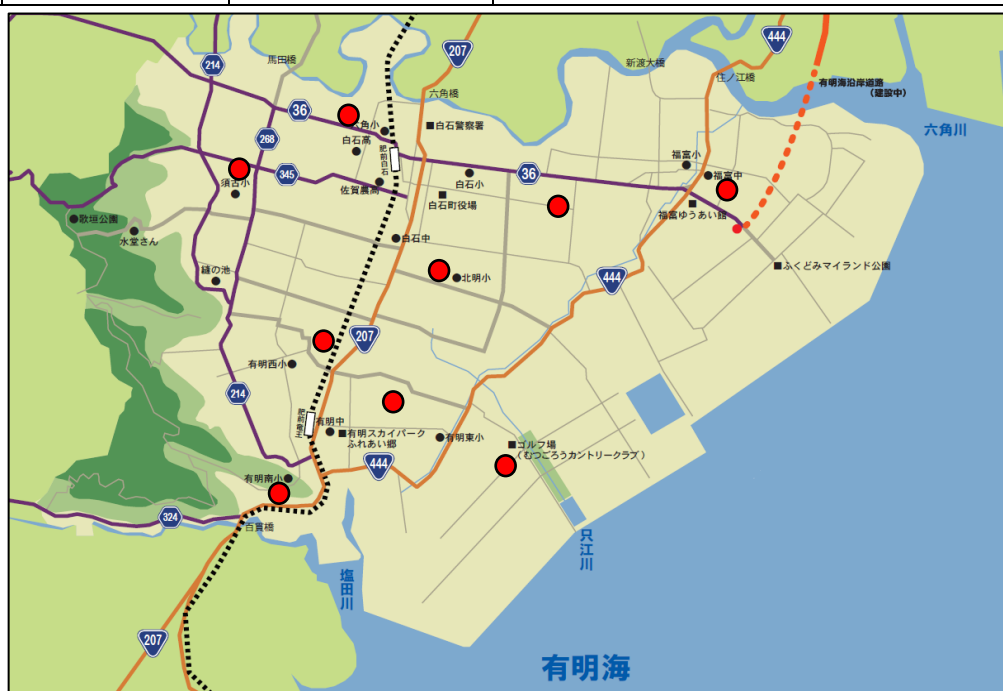 444
207
214
馬田橋
新渡大橋
住ノ江橋
有明海沿岸道路
(建設中)
六角橋
36
六角小
白石警察署
六角川
268
白石高
肥前白石
福富小
345
須古小
佐賀農高
白石小
36
福富中
白石町役場
福富ゆうあい館
歌垣公園
水堂さん
白石中
ふくどみマイランド公園
縫の池
北明小
444
207
有明西小
214
肥前竜王
有明中
有明スカイパーク
ふれあい郷
有明東小
ゴルフ場
(むつごろうカントリークラブ)
444
有明南小
324
百貫橋
只江川
塩田川
207
有明海